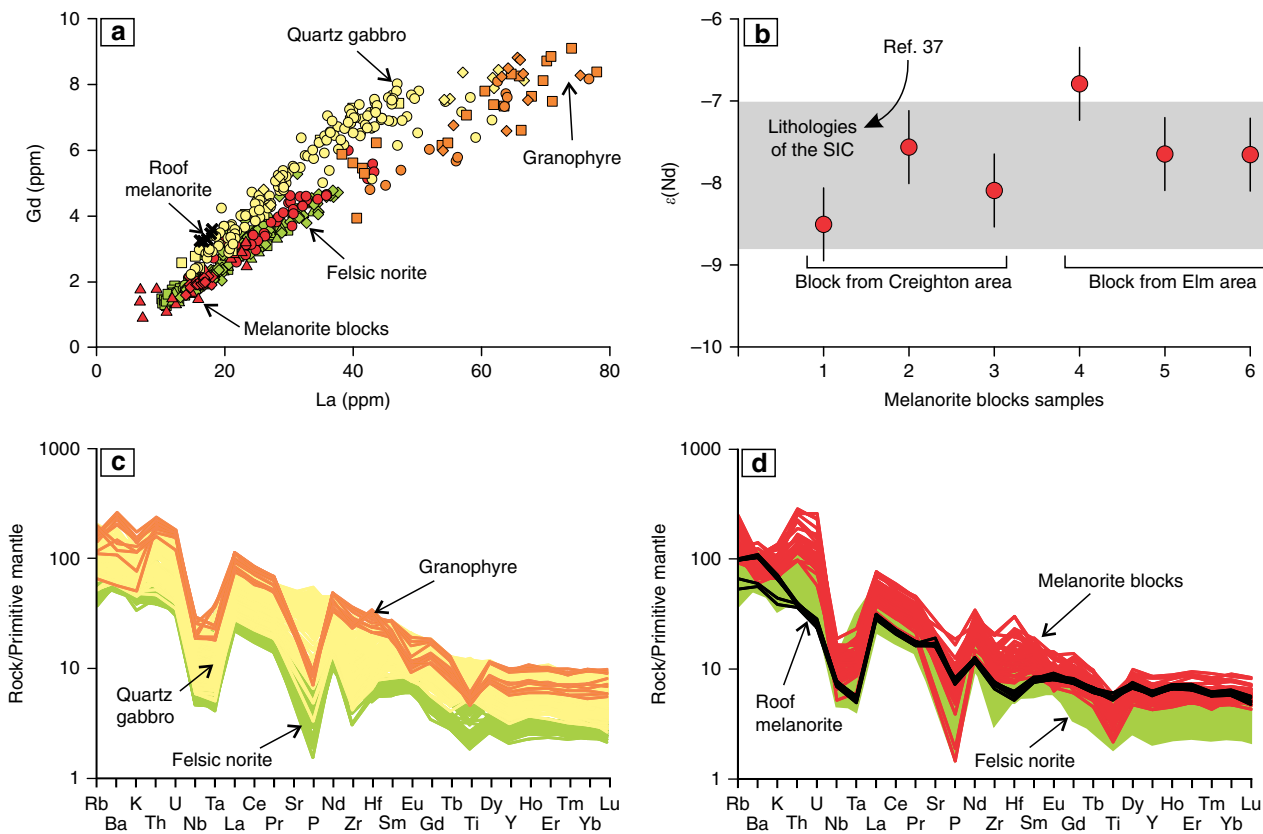 a
Gd (ppm)
10
8
6
4
2
0
0 20 40 60 80
La (ppm)
Quartz gabbro
Granophyre
Roof
melanorite
Felsic norite
Melanorite blocks
b
ε(Nd)
–6
–7
–8
–9
–10
Ref. 37
Lithologies
of the SIC
Block from Creighton area
Block from Elm area
1 2 3 4 5 6
Melanorite blocks samples
c
Rock/Primitive mantle
1000
100
10
1
Granophyre
Quartz
gabbro
Felsic norite
Rb K U Ta Ce Sr Nd Hf Eu Tb Dy Ho Tm Lu
Ba Th Nb La Pr P Zr Sm Gd Ti Y Er Yb
d
Rock/Primitive mantle
1000
100
10
1
Melanorite blocks
Roof
melanorite
Felsic norite
Rb K U Ta Ce Sr Nd Hf Eu Tb Dy Ho Tm Lu
Ba Th Nb La Pr P Zr Sm Gd Ti Y Er Yb